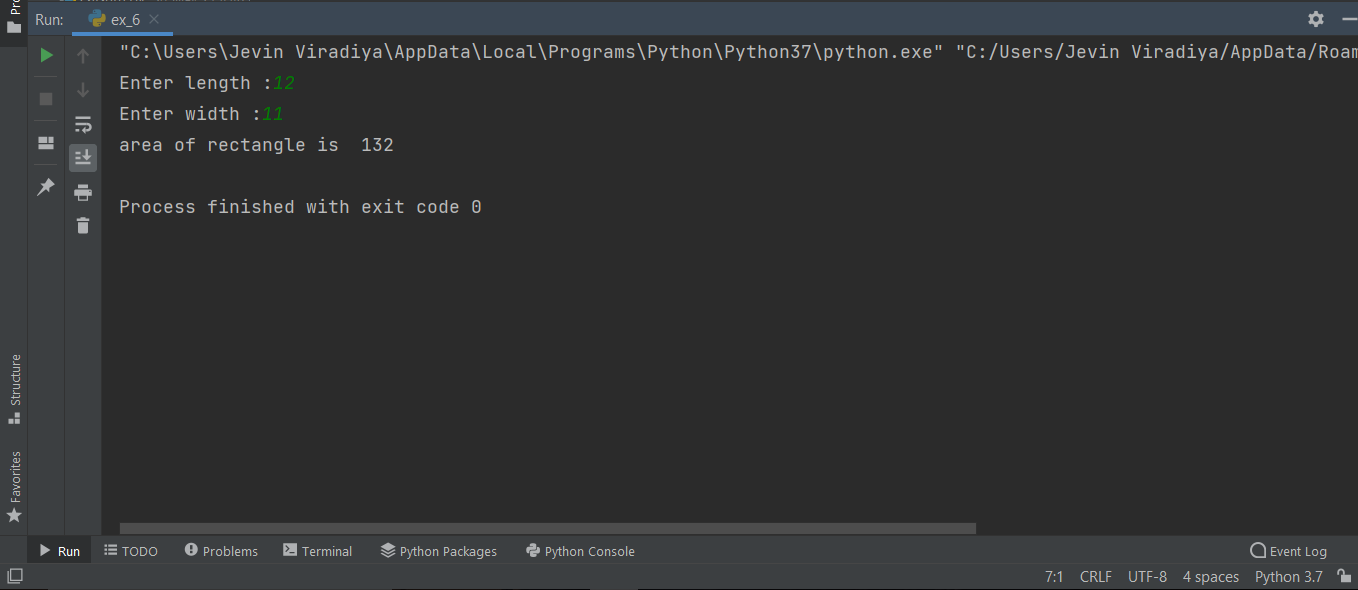 Run:
ex_6
"C:\Users\Jevin Viradiya\AppData\Local\Programs\Python\Python37\python.exe" "C:/Users/Jevin Viradiya/AppData/Roam
Enter length :12
Enter width :11
area of rectangle is  132
Process finished with exit code 0
Structure
Favorites
Run
TODO
Problems
Terminal
Python Packages
Python Console
Event Log
7:1
CRLF
UTF-8
4 spaces
Python 3.7